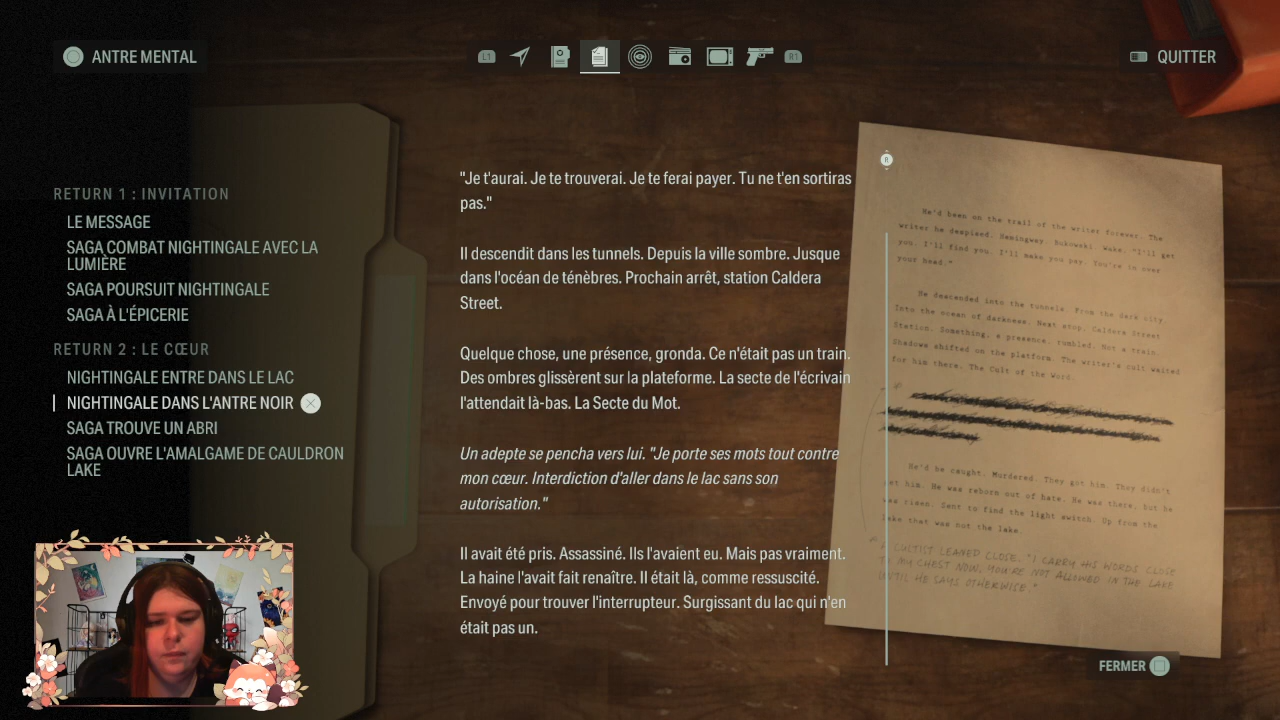 ANTRE MENTAL
L1
R1
QUITTER
RETURN 1 : INVITATION
LE MESSAGE
SAGA COMBAT NIGHTINGALE AVEC LA
LUMIÈRE
SAGA POURSUIT NIGHTINGALE
SAGA À L'ÉPICERIE
RETURN 2 : LE CŒUR
NIGHTINGALE ENTRE DANS LE LAC
NIGHTINGALE DANS L'ANTRE NOIR
SAGA TROUVE UN ABRI
SAGA OUVRE L'AMALGAME DE CAULDRON
LAKE
"Je t'aurai. Je te trouverai. Je te ferai payer. Tu ne t'en sortiras
pas."
Il descendit dans les tunnels. Depuis la ville sombre. Jusque
dans l'océan de ténèbres. Prochain arrêt, station Caldera
Street.
Quelque chose, une présence, gronda. Ce n'était pas un train.
Des ombres glissèrent sur la plateforme. La secte de l'écrivain
l'attendait là-bas. La Secte du Mot.
Un adepte se pencha vers lui. "Je porte ses mots tout contre
mon cœur. Interdiction d'aller dans le lac sans son
autorisation."
Il avait été pris. Assassiné. Ils l'avaient eu. Mais pas vraiment.
La haine l'avait fait renaître. Il était là, comme ressuscité.
Envoyé pour trouver l'interrupteur. Surgissant du lac qui n'en
était pas un.
R
He'd been on the trail of the writer forever. The
writer he despised. Hemingway. Bukowski. Wake. "I'll get
you. I'll find you. I'll make you pay. You're in over
your head."
He descended into the tunnels. From the dark city.
Into the ocean of darkness. Next stop, Caldera Street
Station. Something, a presence, rumbled. Not a train.
Shadows shifted on the platform. The writer's cult waited
for him there. The Cult of the Word.
He'd be caught. Murdered. They got him. They didn't
get him. He was reborn out of hate. He was there, but he
was risen. Sent to find the light switch. Up from the
lake that was not the lake.
A CULTIST LEANED CLOSE. "I CARRY HIS WORDS CLOSE
TO MY CHEST NOW. YOU'RE NOT ALLOWED IN THE LAKE
UNTIL HE SAYS OTHERWISE."
FERMER